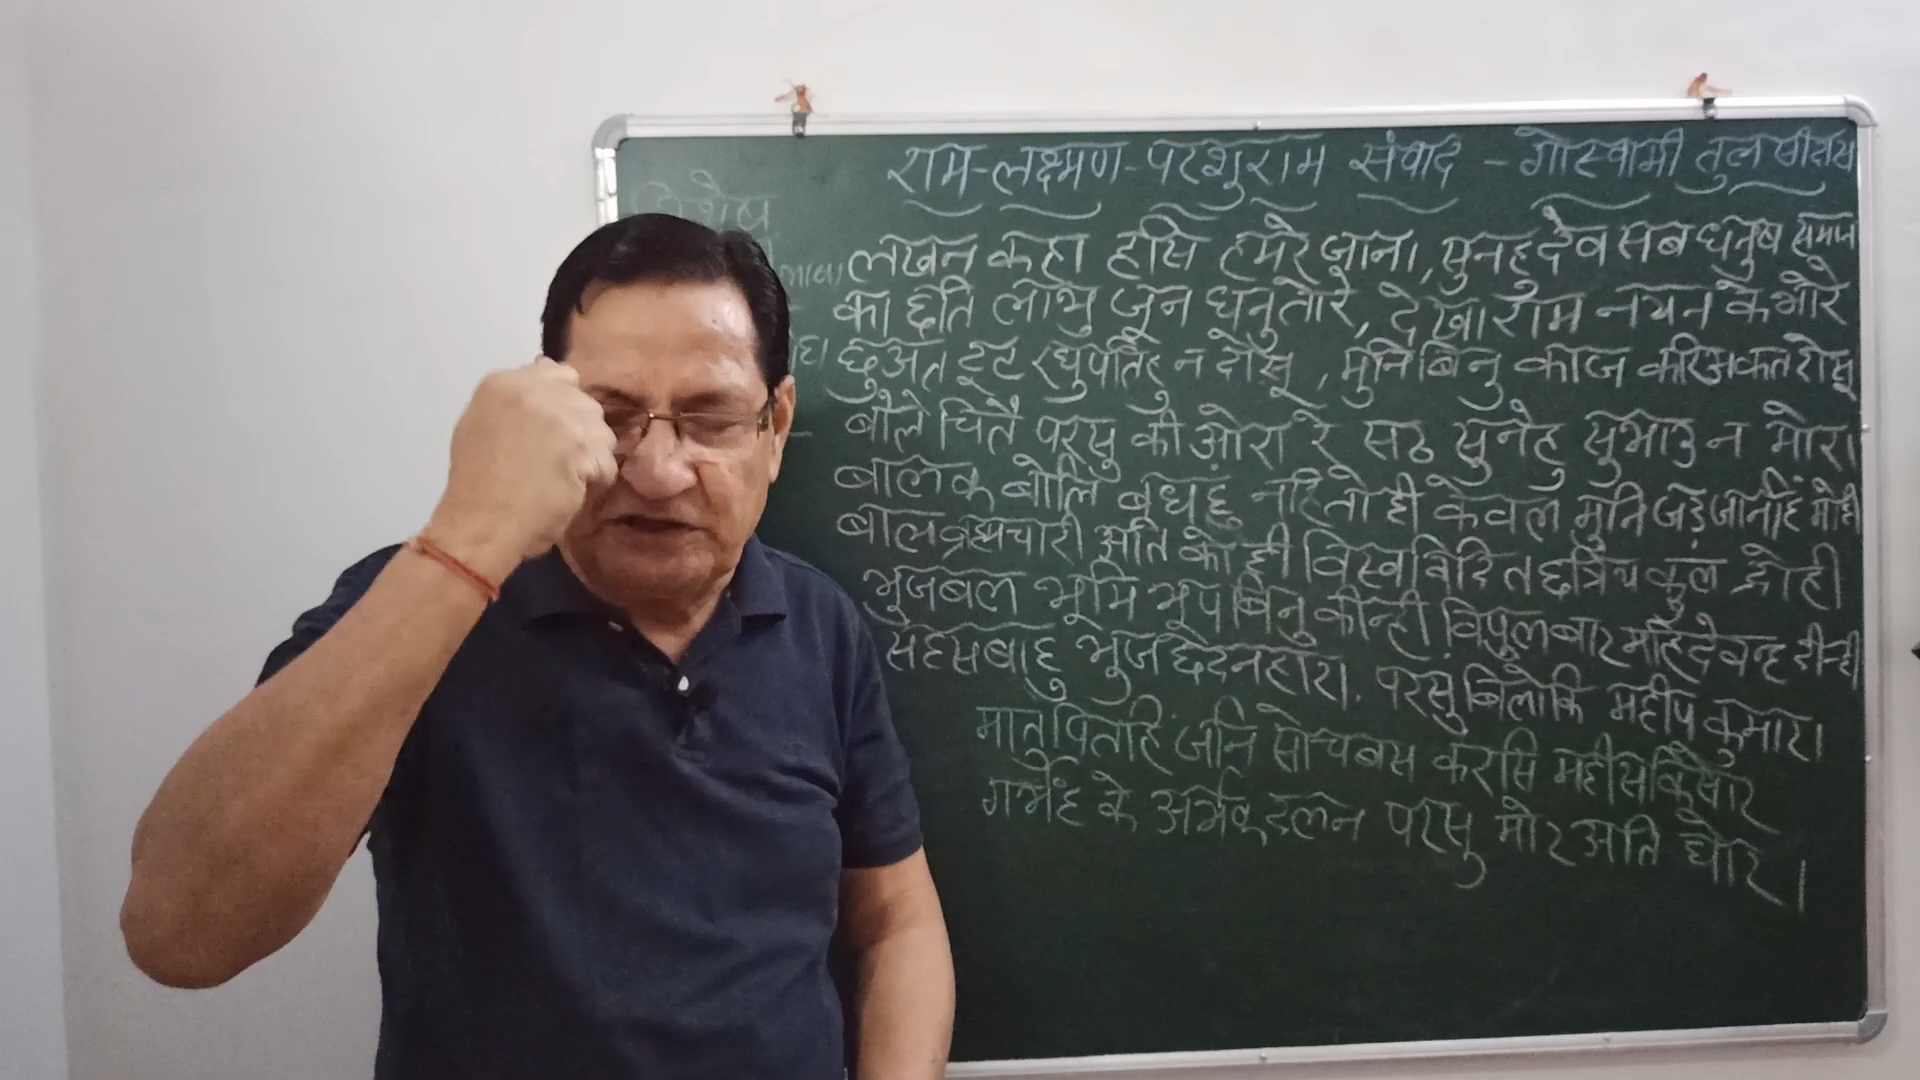 राम-लक्ष्मण-परशुराम संवाद - गोस्वामी तुलसीदास
विशेष
लखन कहा हसि हमरे जाना, सुनहु देव सब धनुष समाना
का छति लाभु जून धनु तोरे, देखा राम नयन के भोरे
छुअत टूट रघुपतिहु न दोसू, मुनि बिनु काज करिअ कत रोसू
बोले चितै परसु की ओरा रे सठ सुनेहु सुभाउ न मोरा
बालक बोलि बधहुं नहि तोही केवल मुनि जड़ जानहिं मोही
बालब्रह्मचारी अति कोही बिस्वबिदित छत्रिय कुल द्रोही
भुजबल भूमि भूप बिनु कीन्ही, बिपुल बार महिदेवन्ह दीन्ही
सहसबाहु भुज छेदनहारा, परसु बिलोकि महीप कुमारा
मातु पितहि जनि सोचबस करसि महीसकिसोर
गर्भन्ह के अर्भक दलन परसु मोर अति घोर।